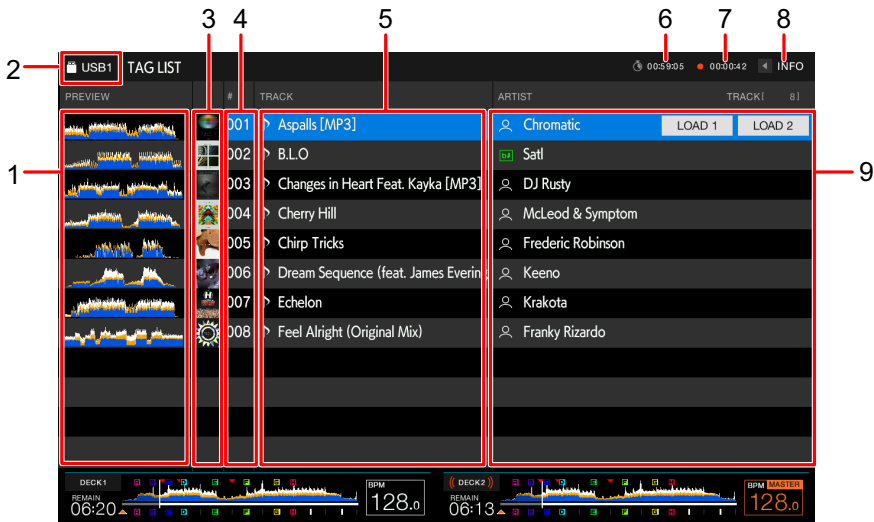 3 4 5 6 7 8
2 USB1 TAG LIST 00:59:05 00:00:42 INFO
PREVIEW # TRACK ARTIST TRACK[ 8]
001 Aspalls [MP3] Chromatic LOAD 1 LOAD 2
002 B.L.O D# Satl
1 003 Changes in Heart Feat. Kayka [MP3] DJ Rusty 9
004 Cherry Hill McLeod & Symptom
005 Chirp Tricks Frederic Robinson
006 Dream Sequence (feat. James Evering Keeno
007 Echelon Krakota
008 Feel Alright (Original Mix) Franky Rizardo
DECK1 BPM DECK2 BPM MASTER
REMAIN 128.0 REMAIN 128.0
06:20 06:13